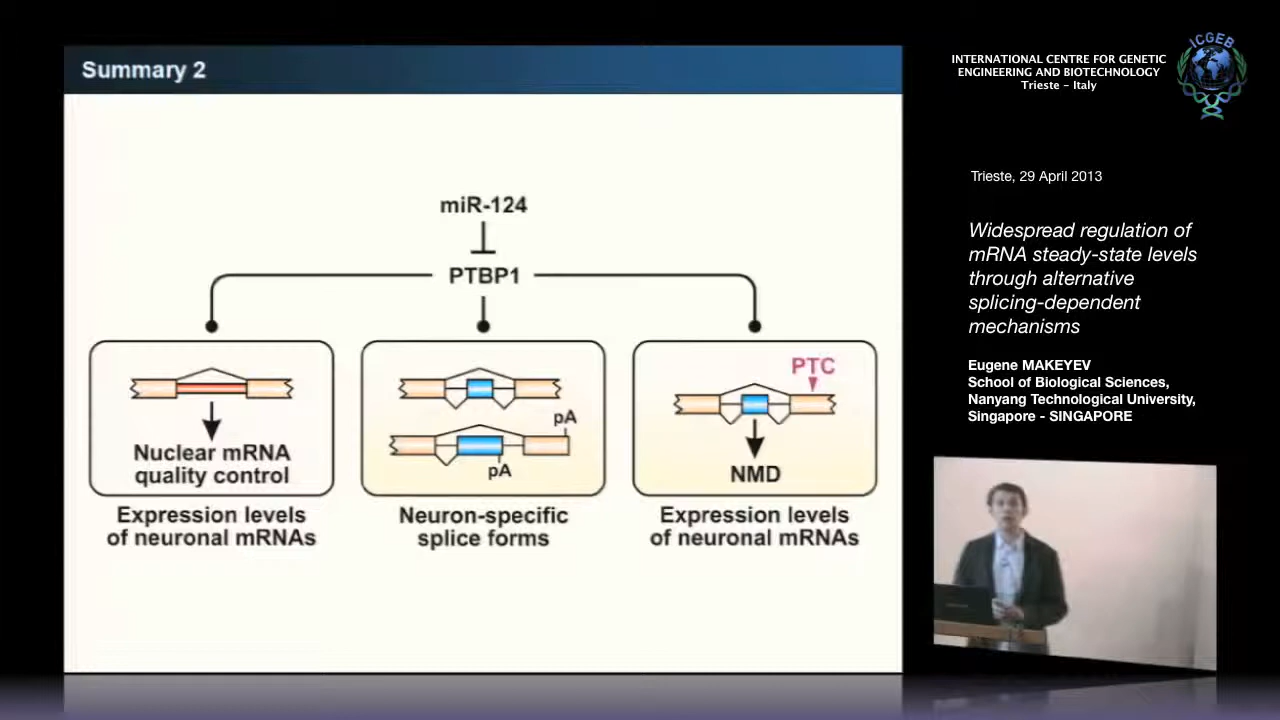 Summary 2
miR-124
PTBP1
Nuclear mRNA
quality control
Expression levels
of neuronal mRNAs
pA
pA
Neuron-specific
splice forms
PTC
NMD
Expression levels
of neuronal mRNAs
INTERNATIONAL CENTRE FOR GENETIC
ENGINEERING AND BIOTECHNOLOGY
Trieste - Italy
ICGEB
Trieste, 29 April 2013
Widespread regulation of
mRNA steady-state levels
through alternative
splicing-dependent
mechanisms
Eugene MAKEYEV
School of Biological Sciences,
Nanyang Technological University,
Singapore - SINGAPORE